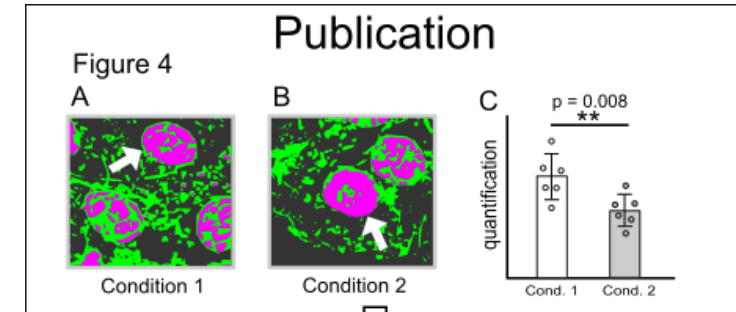 Publication
Figure 4
A
B
C
p = 0.008
**
quantification
Condition 1
Condition 2
Cond. 1
Cond. 2